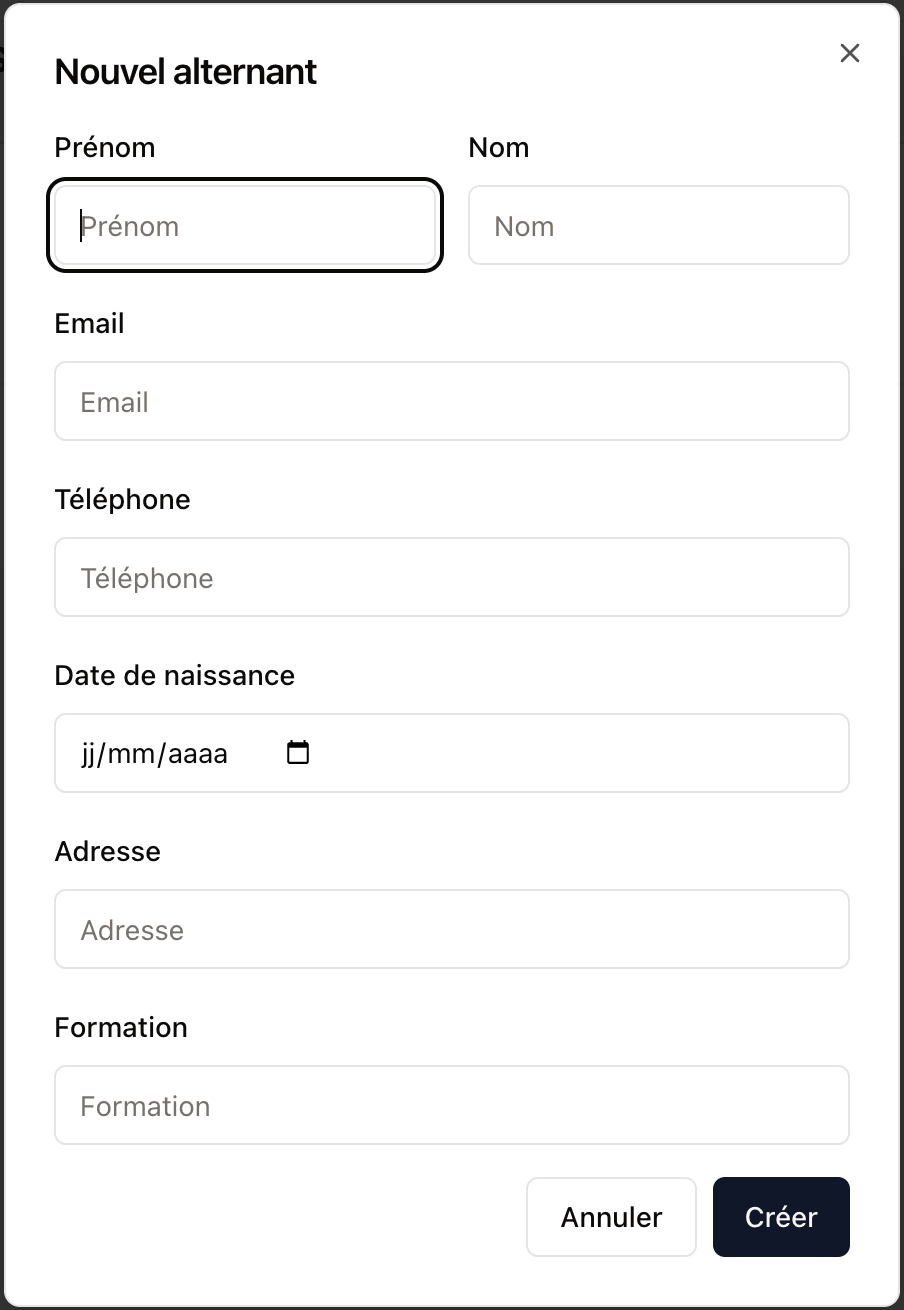 Nouvel alternant
Prénom Nom
Prénom Nom
Email
Email
Téléphone
Téléphone
Date de naissance
jj/mm/aaaa
Adresse
Adresse
Formation
Formation
Annuler Créer